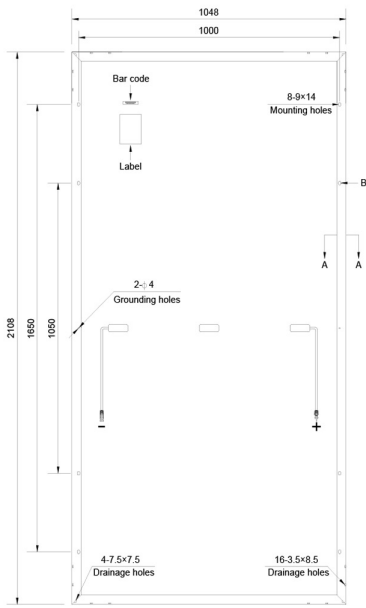 1048
1000
Bar code
8-9×14
Mounting holes
Label
B
A A
2-ϕ 4
Grounding holes
2108
1650
1050
- +
4-7.5×7.5
Drainage holes
16-3.5×8.5
Drainage holes